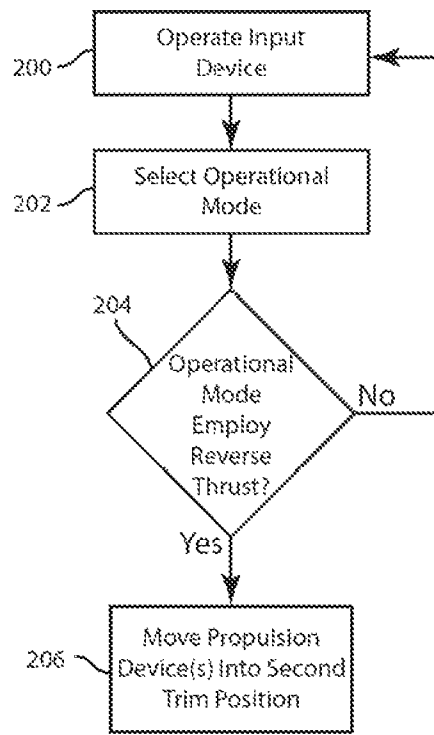 Operate Input
Device
200
Select Operational
Mode
202
204
Operational
Mode
Employ
Reverse
Thrust?
No
Yes
Move Propulsion
Device(s) Into Second
Trim Position
206